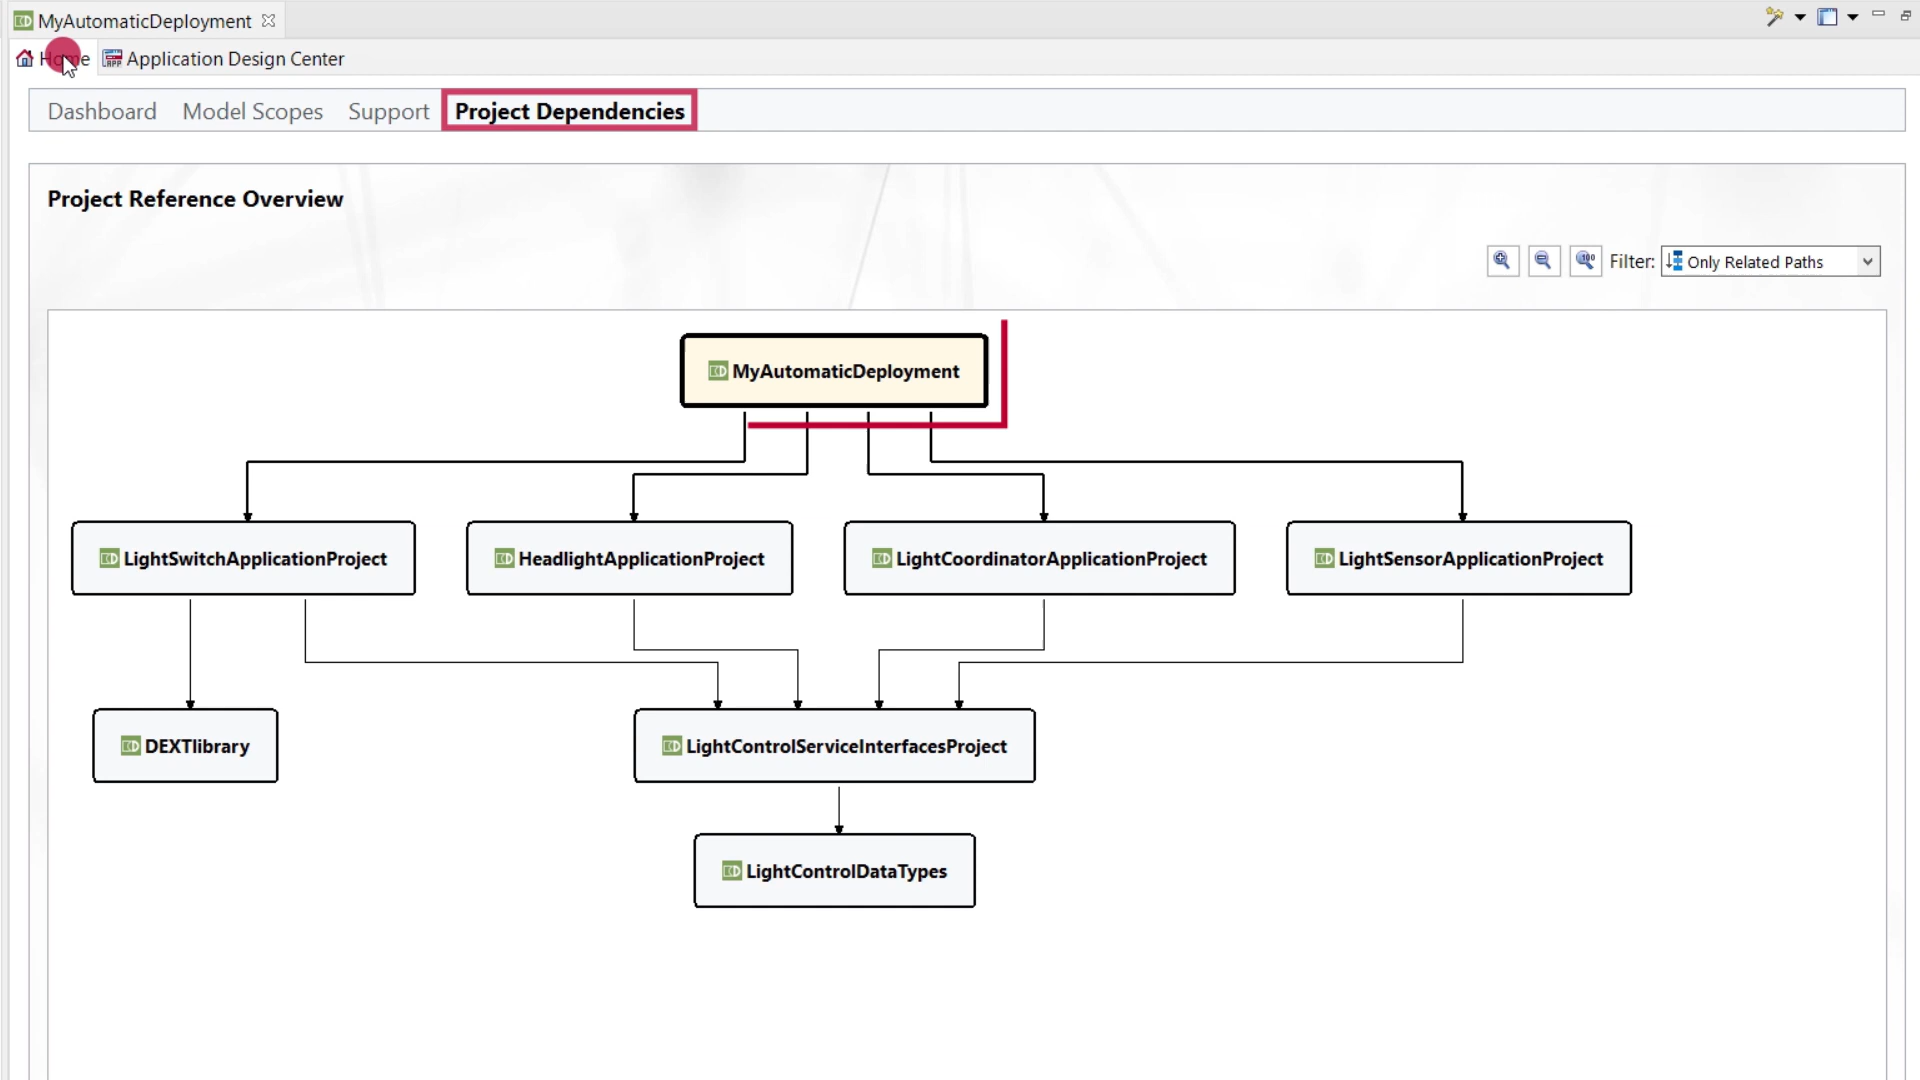 MyAutomaticDeployment
Home Application Design Center
Dashboard Model Scopes Support Project Dependencies
Project Reference Overview
Filter: Only Related Paths
MyAutomaticDeployment
LightSwitchApplicationProject HeadlightApplicationProject LightCoordinatorApplicationProject LightSensorApplicationProject
DEXTlibrary LightControlServiceInterfacesProject
LightControlDataTypes